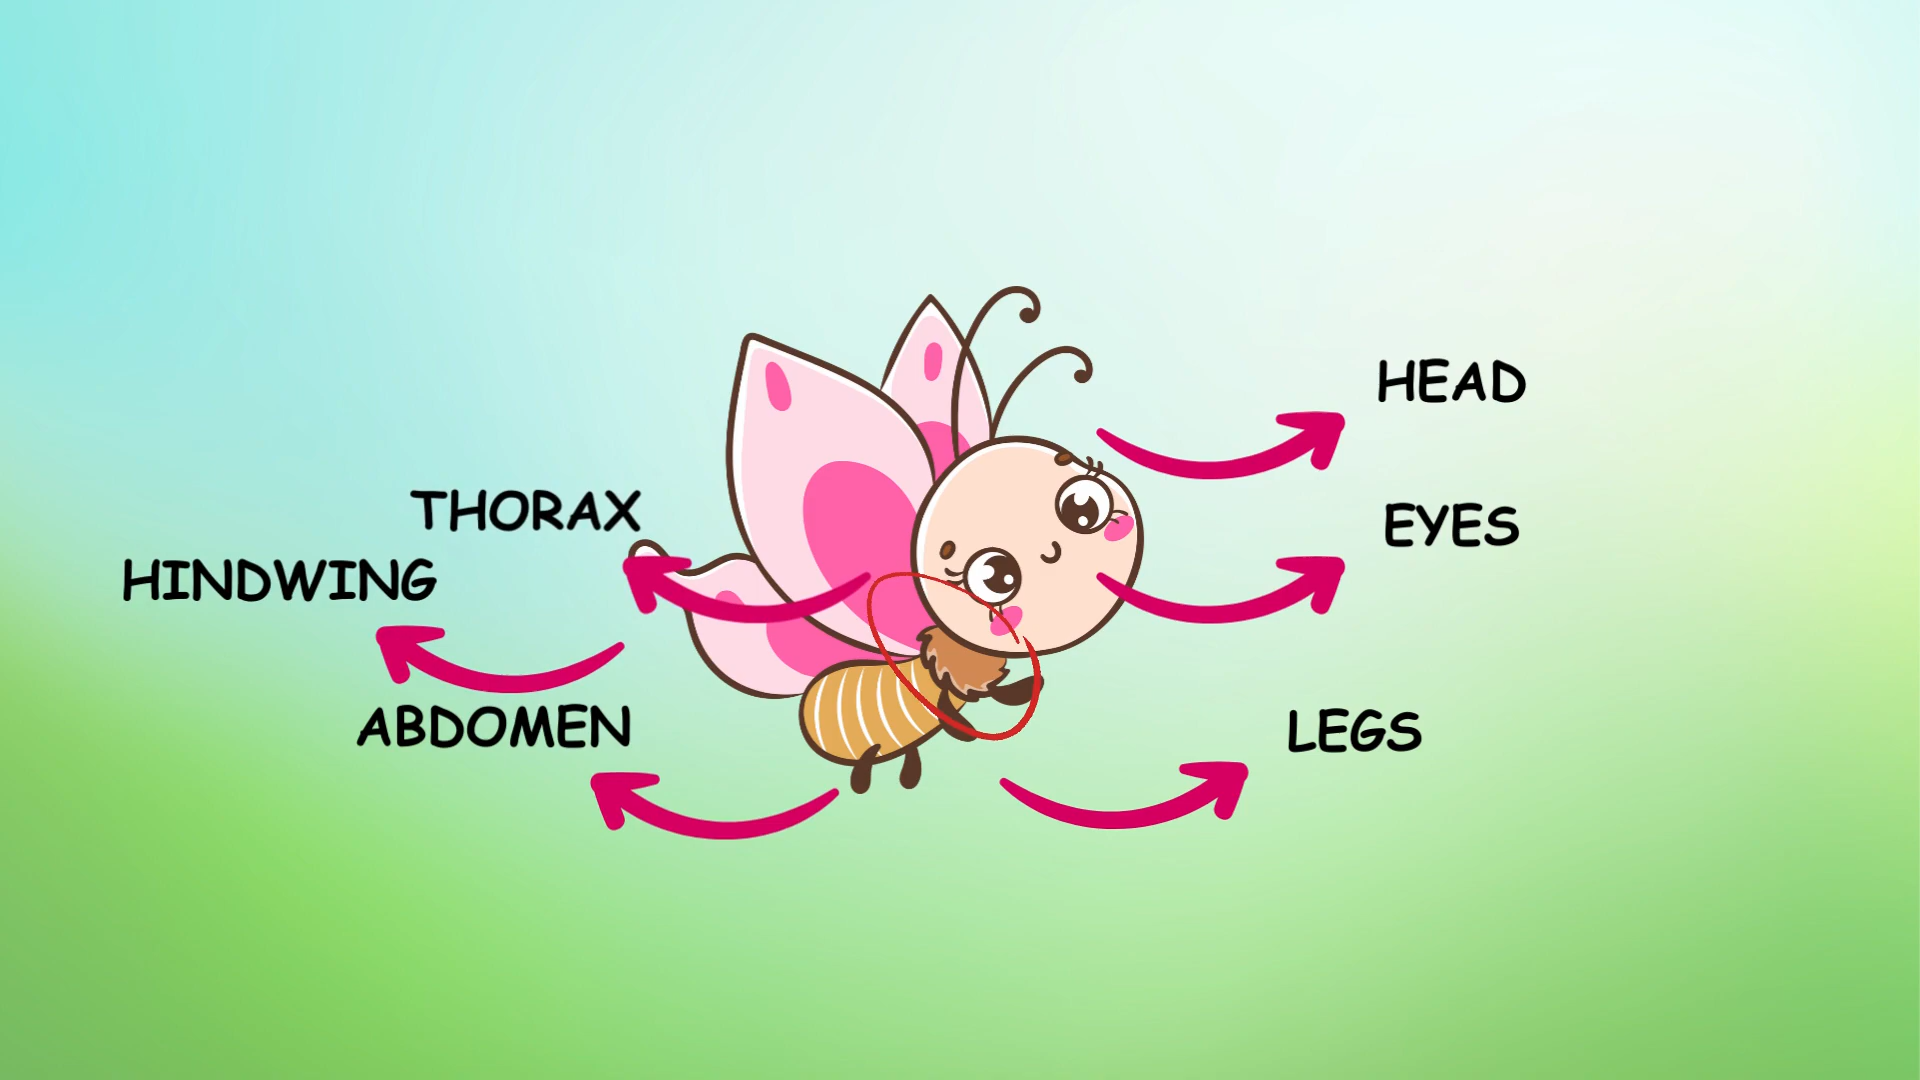 HEAD
THORAX
EYES
HINDWING
ABDOMEN
LEGS